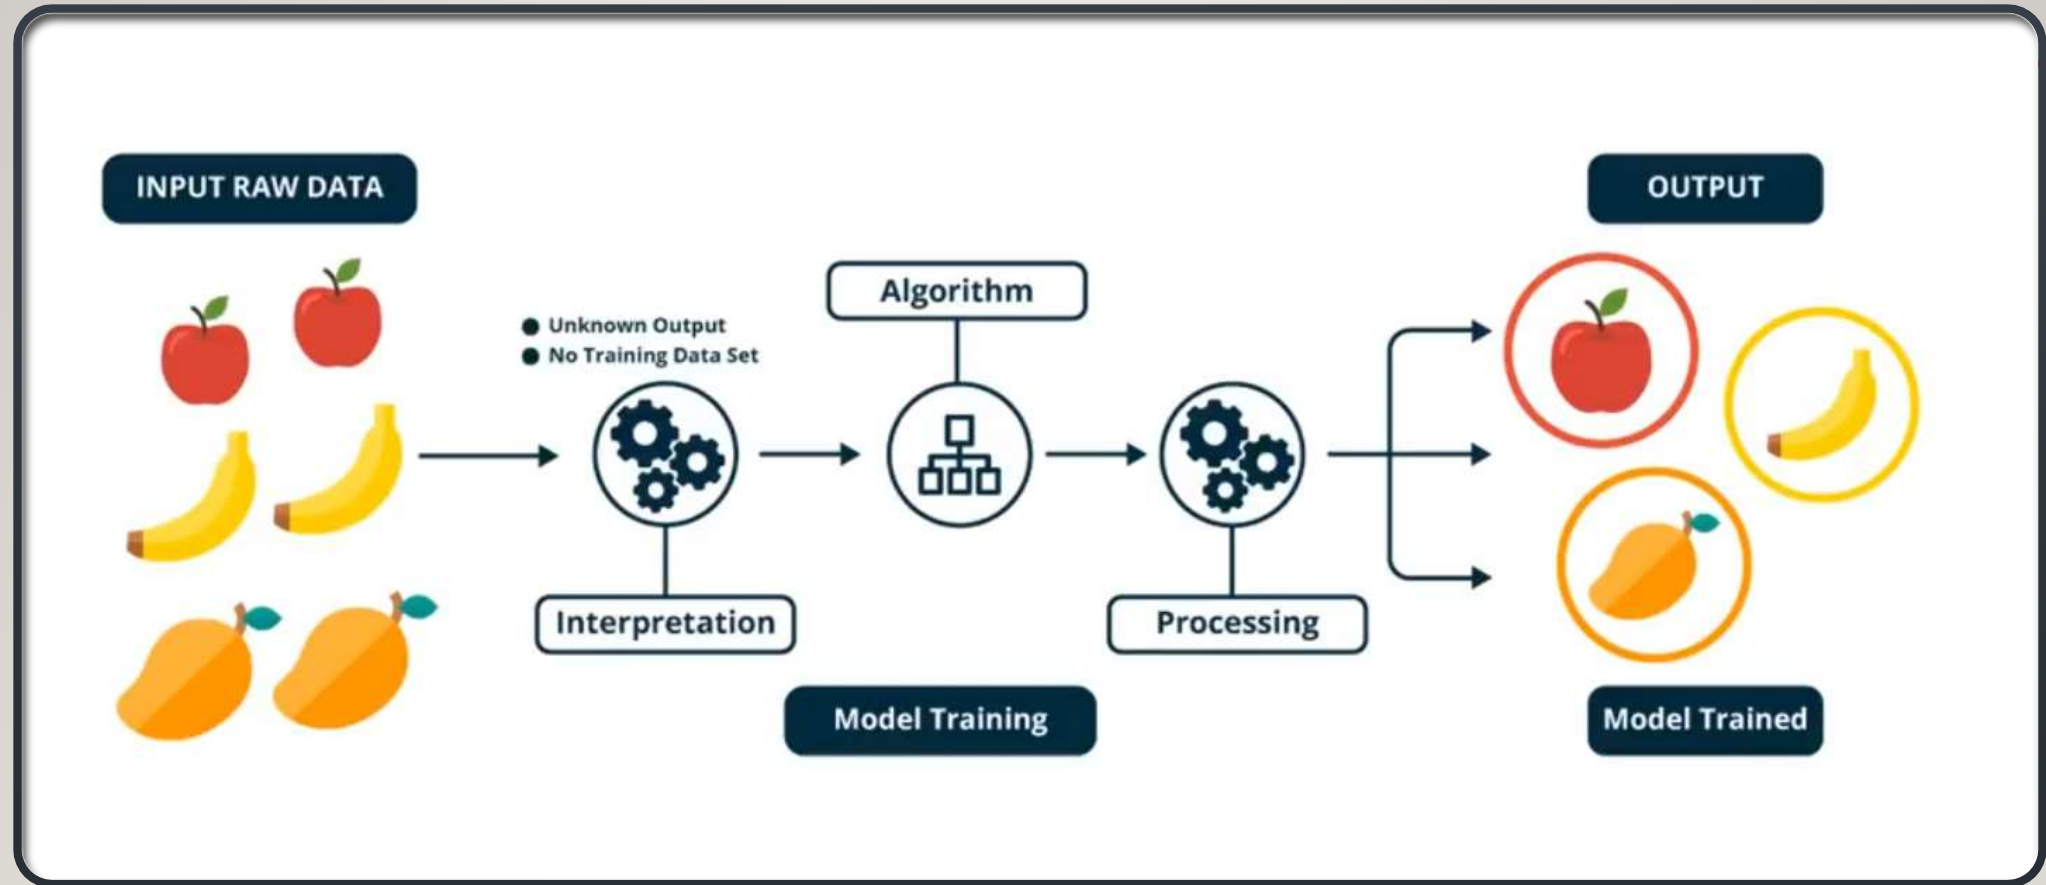 INPUT RAW DATA
OUTPUT
Algorithm
Unknown Output
No Training Data Set
Interpretation
Processing
Model Training
Model Trained